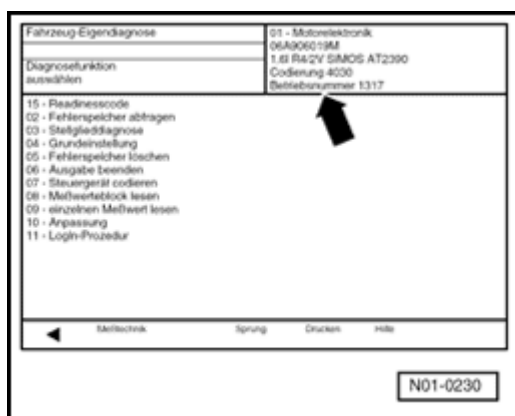 Fahrzeug-Eigendiagnose
01 - Motorelektronik
06A906019M
1.6l R4/2V SIMOS AT2390
Diagnosefunktion
Codierung 4030
auswählen
Betriebsnummer 1317
15 - Readinesscode
02 - Fehlerspeicher abfragen
03 - Stellglieddiagnose
04 - Grundeinstellung
05 - Fehlerspeicher löschen
06 - Ausgabe beenden
07 - Steuergerät codieren
08 - Meßwerteblock lesen
09 - einzelnen Meßwert lesen
10 - Anpassung
11 - LogIn-Prozedur
Meßtechnik Sprung Drucken Hilfe
N01-0230